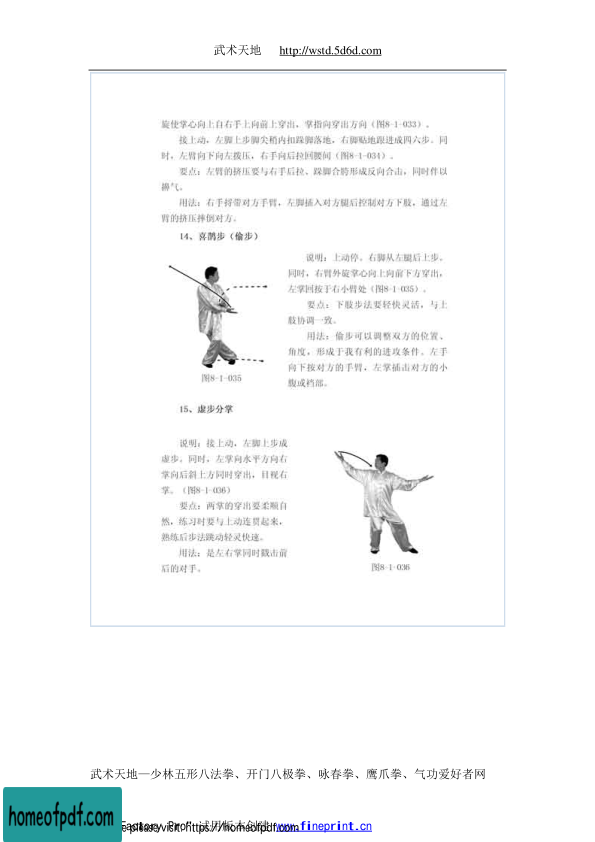 武术天地 http://wstd.5d6d.com
旋使掌心向上自右手上向前上穿出，掌指向穿出方向（图8-1-033）。
接上动，左脚上步脚尖稍内扣跺脚落地，右脚贴地跟进成四六步。同
时，左臂向下向左拨压，右手向后拉回腰间（图8-1-034）。
要点：左臂的挤压要与右手后拉、跺脚合胯形成反向合击，同时伴以
擤气。
用法：右手捋带对方手臂，左脚插入对方腿后控制对方下肢，通过左
臂的挤压摔倒对方。
14、喜鹊步（偷步）
说明：上动停。右脚从左腿后上步。
同时，右臂外旋掌心向上向前下方穿出，
左掌回按于右小臂处（图8-1-035）。
要点：下肢步法要轻快灵活，与上
肢协调一致。
用法：偷步可以调整双方的位置、
角度，形成于我有利的进攻条件。左手
向下按对方的手臂，左掌插击对方的小
腹或裆部。
图8-1-035
15、虚步分掌
说明：接上动，左脚上步成
虚步。同时，左掌向水平方向右
掌向后斜上方同时穿出，目视右
掌。（图8-1-036）
要点：两掌的穿出要柔顺自
然，练习时要与上动连贯起来，
熟练后步法跳动轻灵快速。
用法：是左右掌同时戳击前
后的对手。
图8-1-036
武术天地—少林五形八法拳、开门八极拳、咏春拳、鹰爪拳、气功爱好者网
homeofpdf.com
Factory Pro" 试用版本创建 www.fineprint.cn
please visit: https://homeofpdf.com